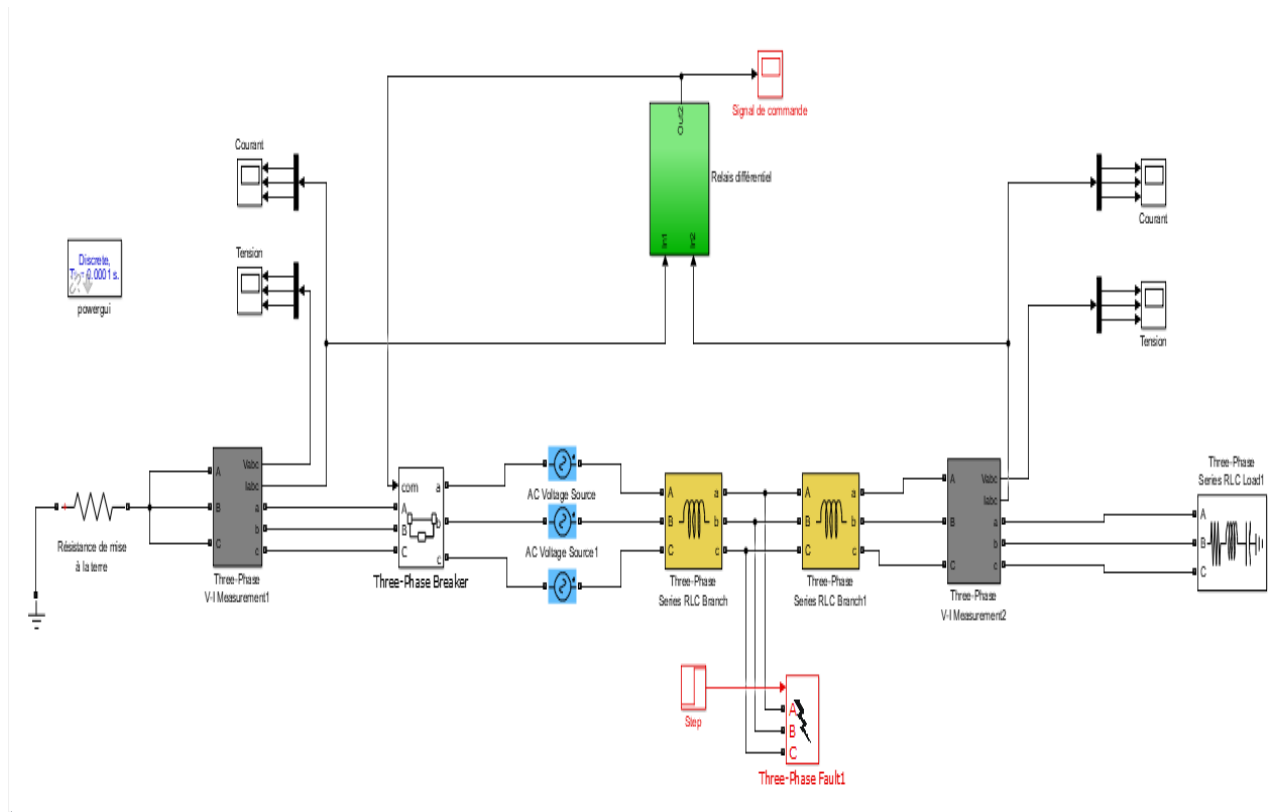 Signal de commande
Out2
Relais différentiel
In1
In2
Courant
Tension
Courant
Tension
Discrete,
0.0001 s.
powergui
Résistance de mise
à la terre
A
B
C
Vabc
Iabc
a
b
c
Three-Phase
V-I Measurement1
com
A
B
C
a
b
c
Three-Phase Breaker
AC Voltage Source
AC Voltage Source1
A
B
C
a
b
c
Three-Phase
Series RLC Branch
A
B
C
a
b
c
Three-Phase
Series RLC Branch1
A
B
C
Vabc
Iabc
a
b
c
Three-Phase
V-I Measurement2
Three-Phase
Series RLC Load1
A
B
C
Step
A
B
C
Three-Phase Fault1